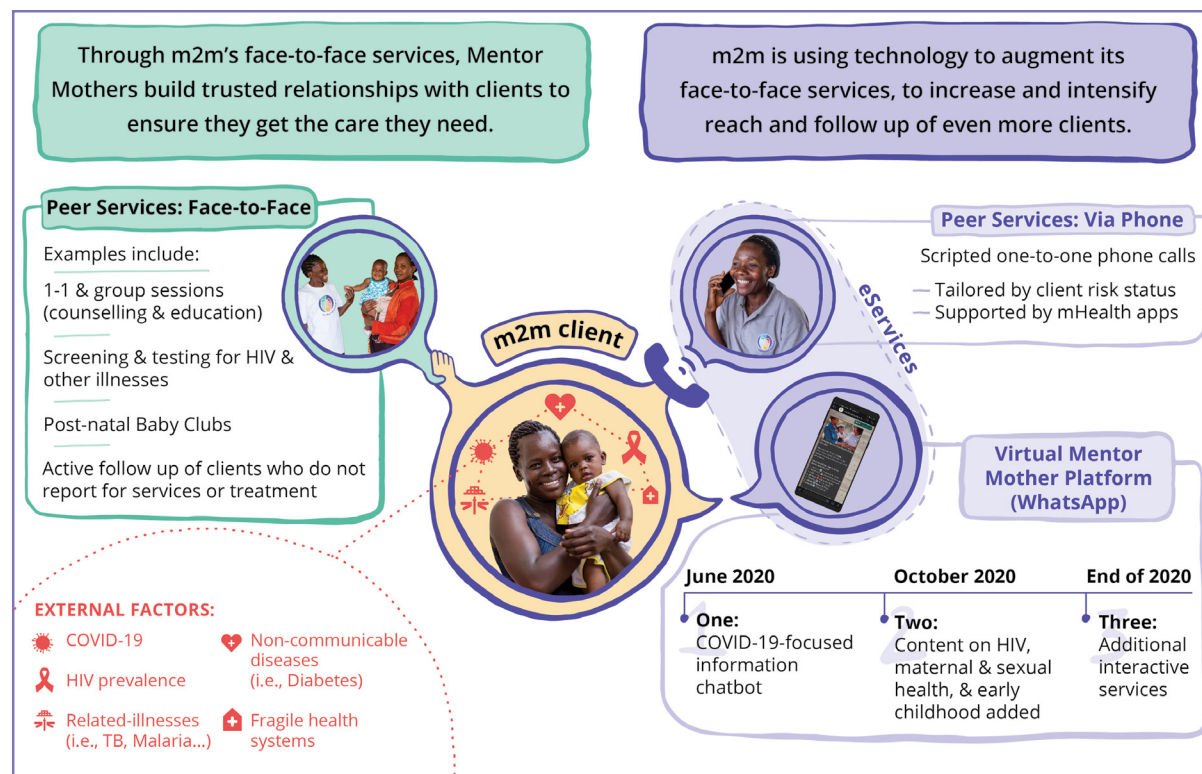 Through m2m's face-to-face services, Mentor
Mothers build trusted relationships with clients to
ensure they get the care they need.
m2m is using technology to augment its
face-to-face services, to increase and intensify
reach and follow up of even more clients.
Peer Services: Face-to-Face
Examples include:
1-1 & group sessions
(counselling & education)
Screening & testing for HIV &
other illnesses
Post-natal Baby Clubs
Active follow up of clients who do not
report for services or treatment
m2m client
eServices
Peer Services: Via Phone
Scripted one-to-one phone calls
Tailored by client risk status
Supported by mHealth apps
Virtual Mentor
Mother Platform
(WhatsApp)
EXTERNAL FACTORS:
COVID-19
HIV prevalence
Related-illnesses
(i.e., TB, Malaria...)
Non-communicable
diseases
(i.e., Diabetes)
Fragile health
systems
June 2020
1
One:
COVID-19-focused
information
chatbot
October 2020
2
Two:
Content on HIV,
maternal & sexual
health, & early
childhood added
End of 2020
3
Three:
Additional
interactive
services